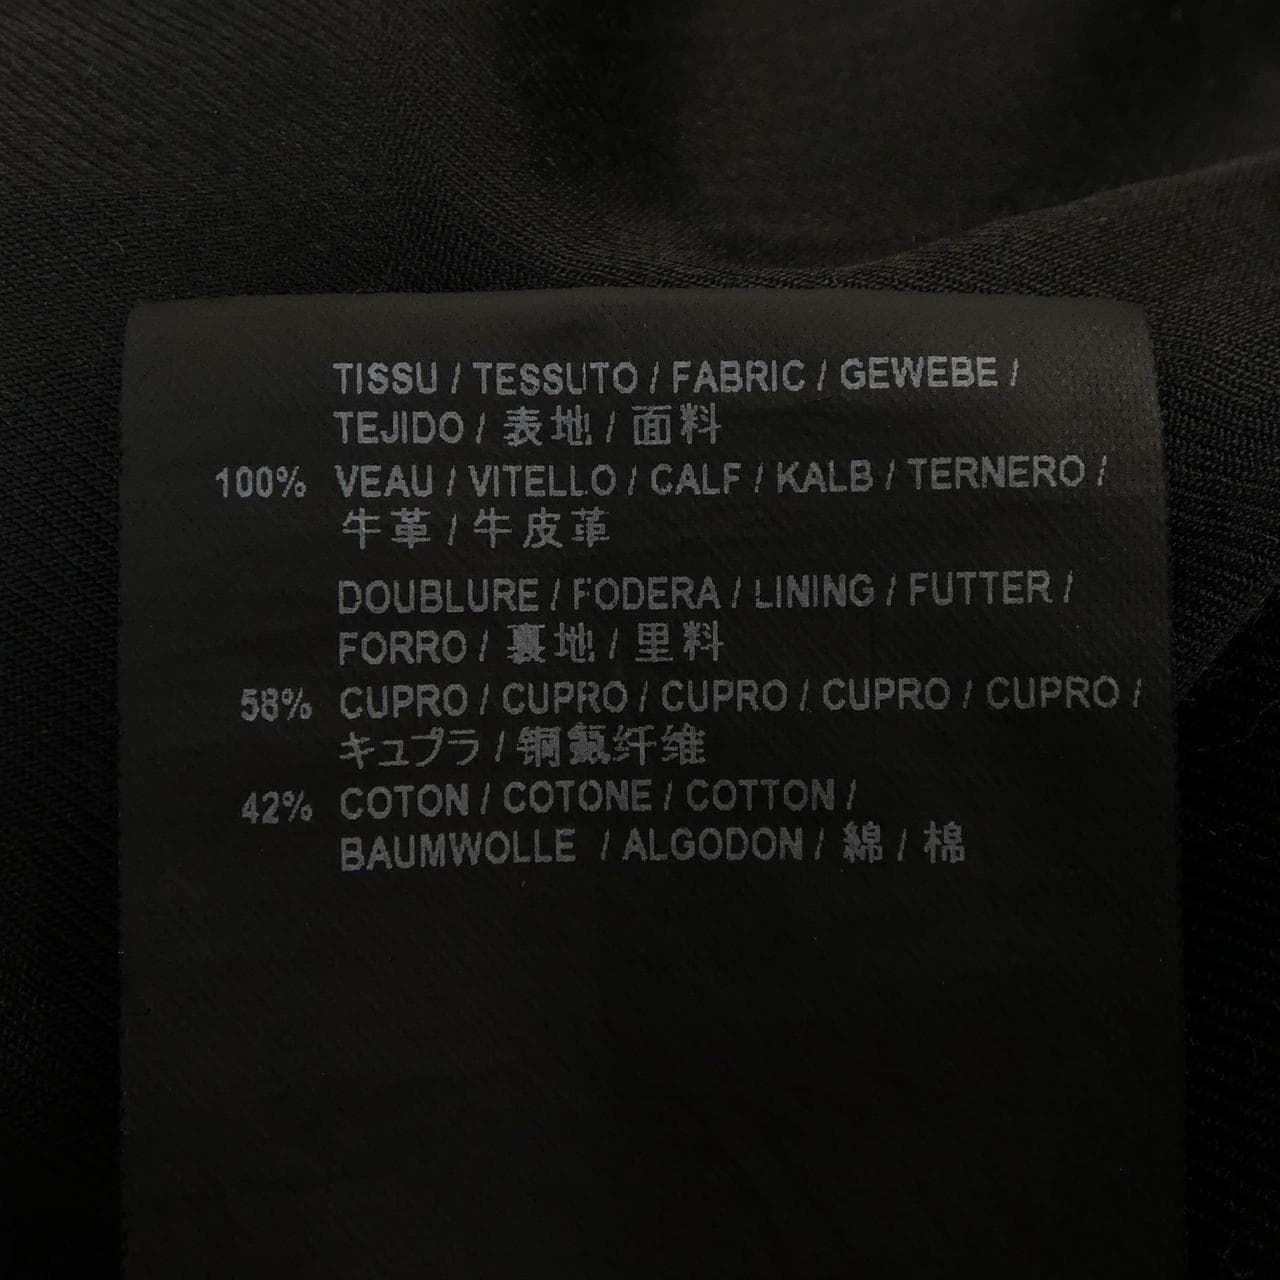 TISSU / TESSUTO / FABRIC / GEWEBE /
TEJIDO / 表地 / 面料
100% VEAU / VITELLO / CALF / KALB / TERNERO /
牛革 / 牛皮革
DOUBLURE / FODERA / LINING / FUTTER /
FORRO / 裏地 / 里料
58% CUPRO / CUPRO / CUPRO / CUPRO / CUPRO /
キュプラ / 铜氨纤维
42% COTON / COTONE / COTTON /
BAUMWOLLE / ALGODON / 綿 / 棉